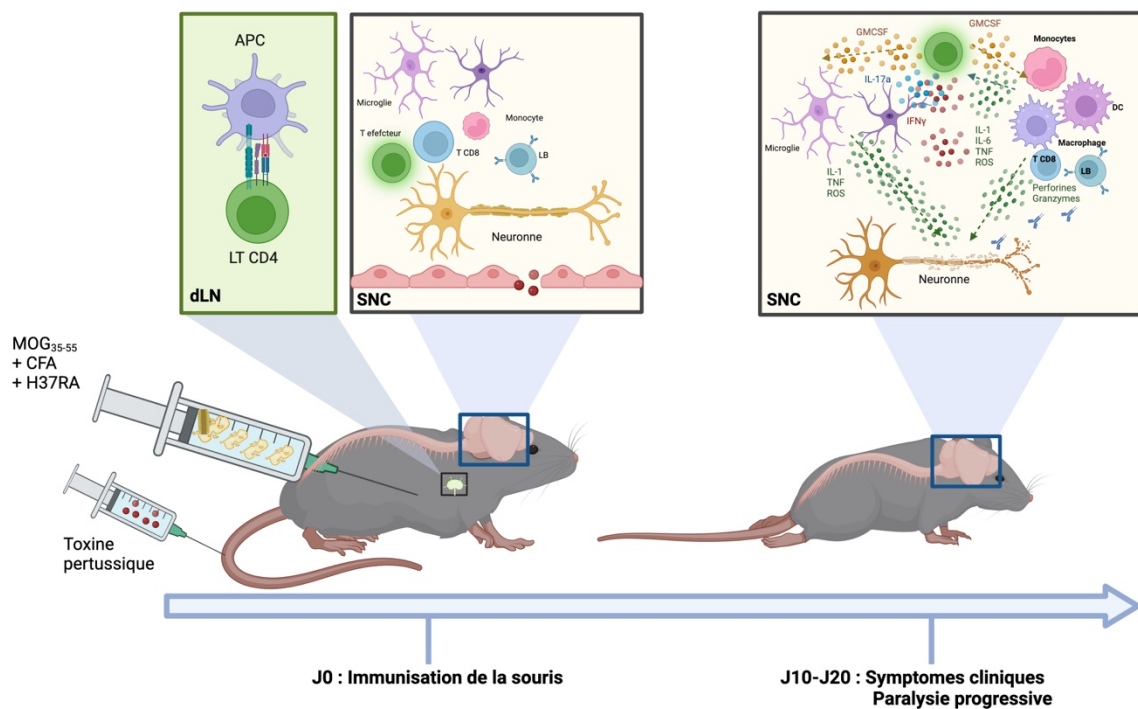 APC
LT CD4
dLN
Microglie
T efefcteur
T CD8
Monocyte
LB
Neuronne
SNC
GMCSF
GMCSF
Monocytes
IL-17a
DC
IFNγ
Microglie
IL-1
IL-6
TNF
ROS
Macrophage
T CD8
LB
IL-1
TNF
ROS
Perforines
Granzymes
Neuronne
SNC
MOG35-55
+ CFA
+ H37RA
Toxine
pertussique
J0 : Immunisation de la souris
J10-J20 : Symptomes cliniques
Paralysie progressive